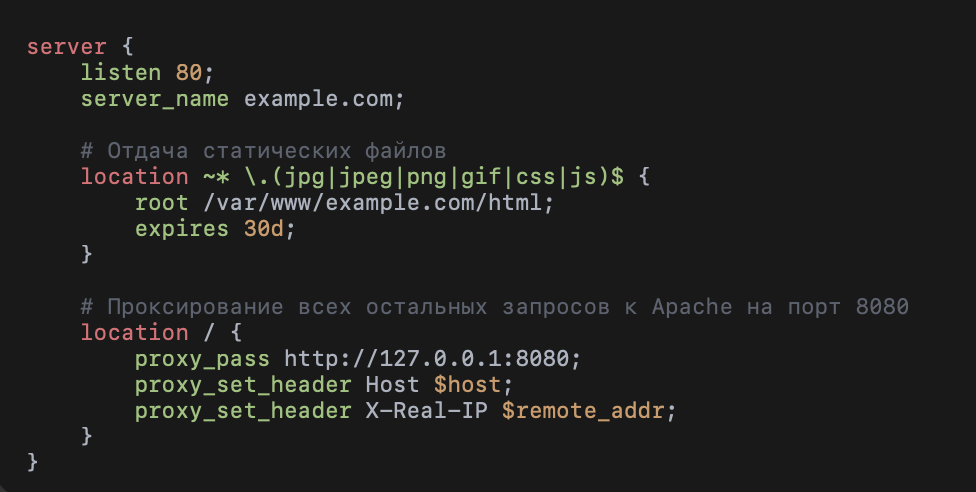 server {
    listen 80;
    server_name example.com;

    # Отдача статических файлов
    location ~* \.(jpg|jpeg|png|gif|css|js)$ {
        root /var/www/example.com/html;
        expires 30d;
    }

    # Проксирование всех остальных запросов к Apache на порт 8080
    location / {
        proxy_pass http://127.0.0.1:8080;
        proxy_set_header Host $host;
        proxy_set_header X-Real-IP $remote_addr;
    }
}